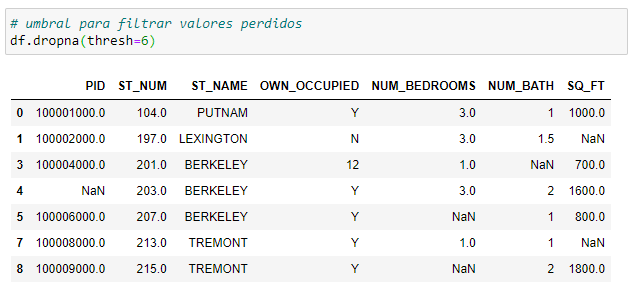 # umbral para filtrar valores perdidos
df.dropna(thresh=6)
PID ST_NUM ST_NAME OWN_OCCUPIED NUM_BEDROOMS NUM_BATH SQ_FT
0 100001000.0 104.0 PUTNAM Y 3.0 1 1000.0
1 100002000.0 197.0 LEXINGTON N 3.0 1.5 NaN
3 100004000.0 201.0 BERKELEY 12 1.0 NaN 700.0
4 NaN 203.0 BERKELEY Y 3.0 2 1600.0
5 100006000.0 207.0 BERKELEY Y NaN 1 800.0
7 100008000.0 213.0 TREMONT Y 1.0 1 NaN
8 100009000.0 215.0 TREMONT Y NaN 2 1800.0